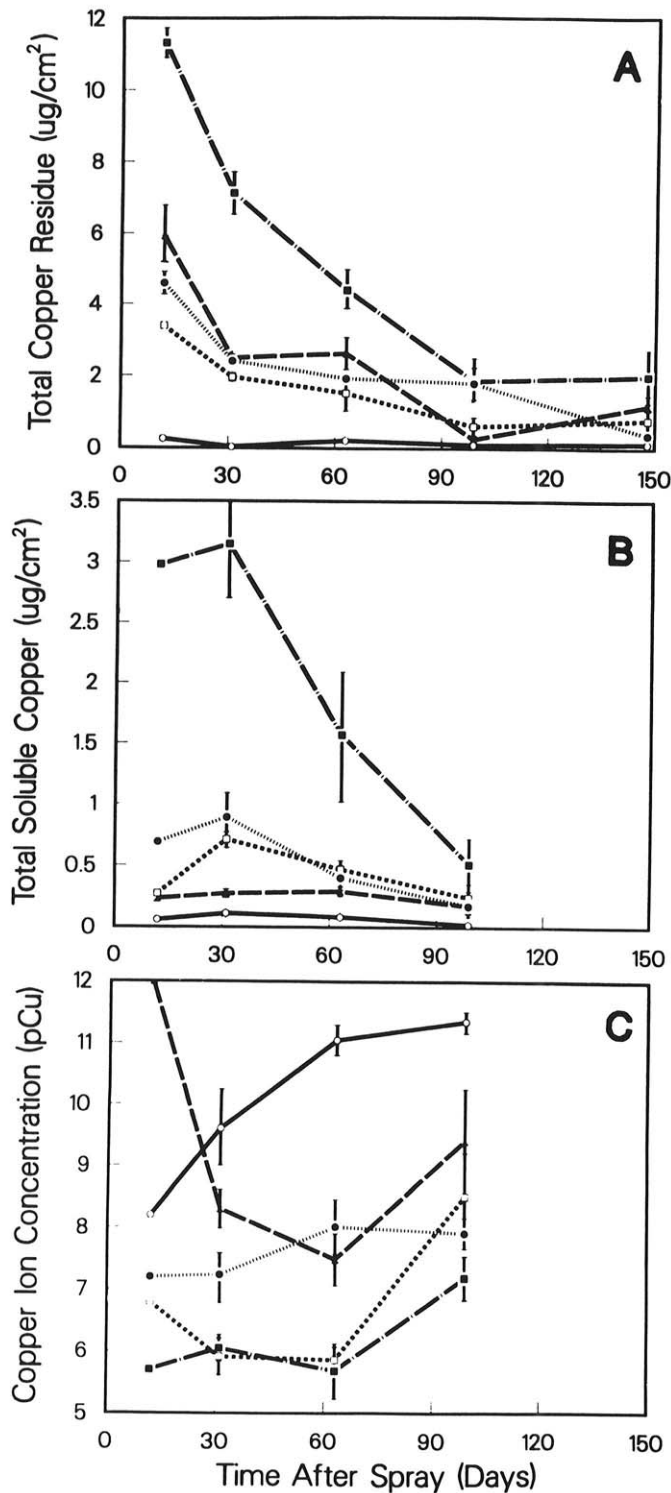 A
Total Copper Residue (ug/cm²)
12
10
8
6
4
2
0
0 30 60 90 120 150
B
Total Soluble Copper (ug/cm²)
3.5
3
2.5
2
1.5
1
0.5
0
0 30 60 90 120 150
C
Copper Ion Concentration (pCu)
12
11
10
9
8
7
6
5
0 30 60 90 120 150
Time After Spray (Days)